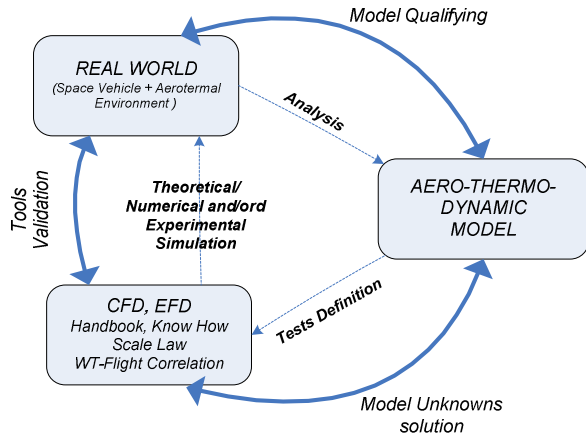 Model Qualifying
REAL WORLD
(Space Vehicle + Aerotermal
Environment )
Analysis
Tools
Validation
Theoretical/
Numerical and/ord
Experimental
Simulation
AERO-THERMO-
DYNAMIC
MODEL
CFD, EFD
Handbook, Know How
Scale Law
WT-Flight Correlation
Tests Definition
Model Unknowns
solution